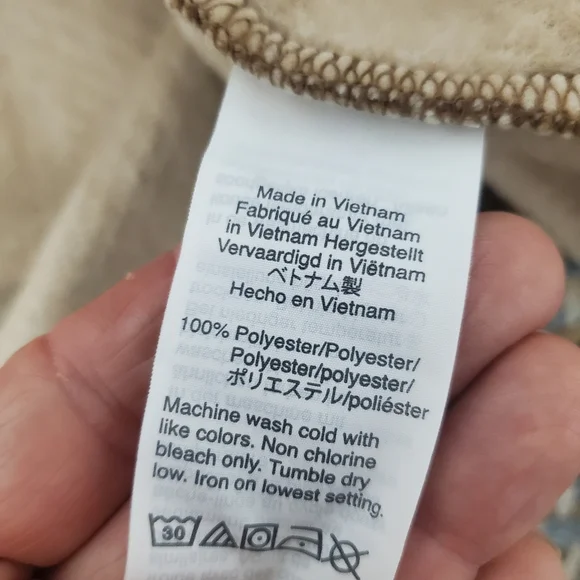 Made in Vietnam
Fabriqué au Vietnam
in Vietnam Hergestellt
Vervaardigd in Viëtnam
ベトナム製
Hecho en Vietnam
100% Polyester/Polyester/
Polyester/polyester/
ポリエステル/poliéster
Machine wash cold with
like colors. Non chlorine
bleach only. Tumble dry
low. Iron on lowest setting.
30